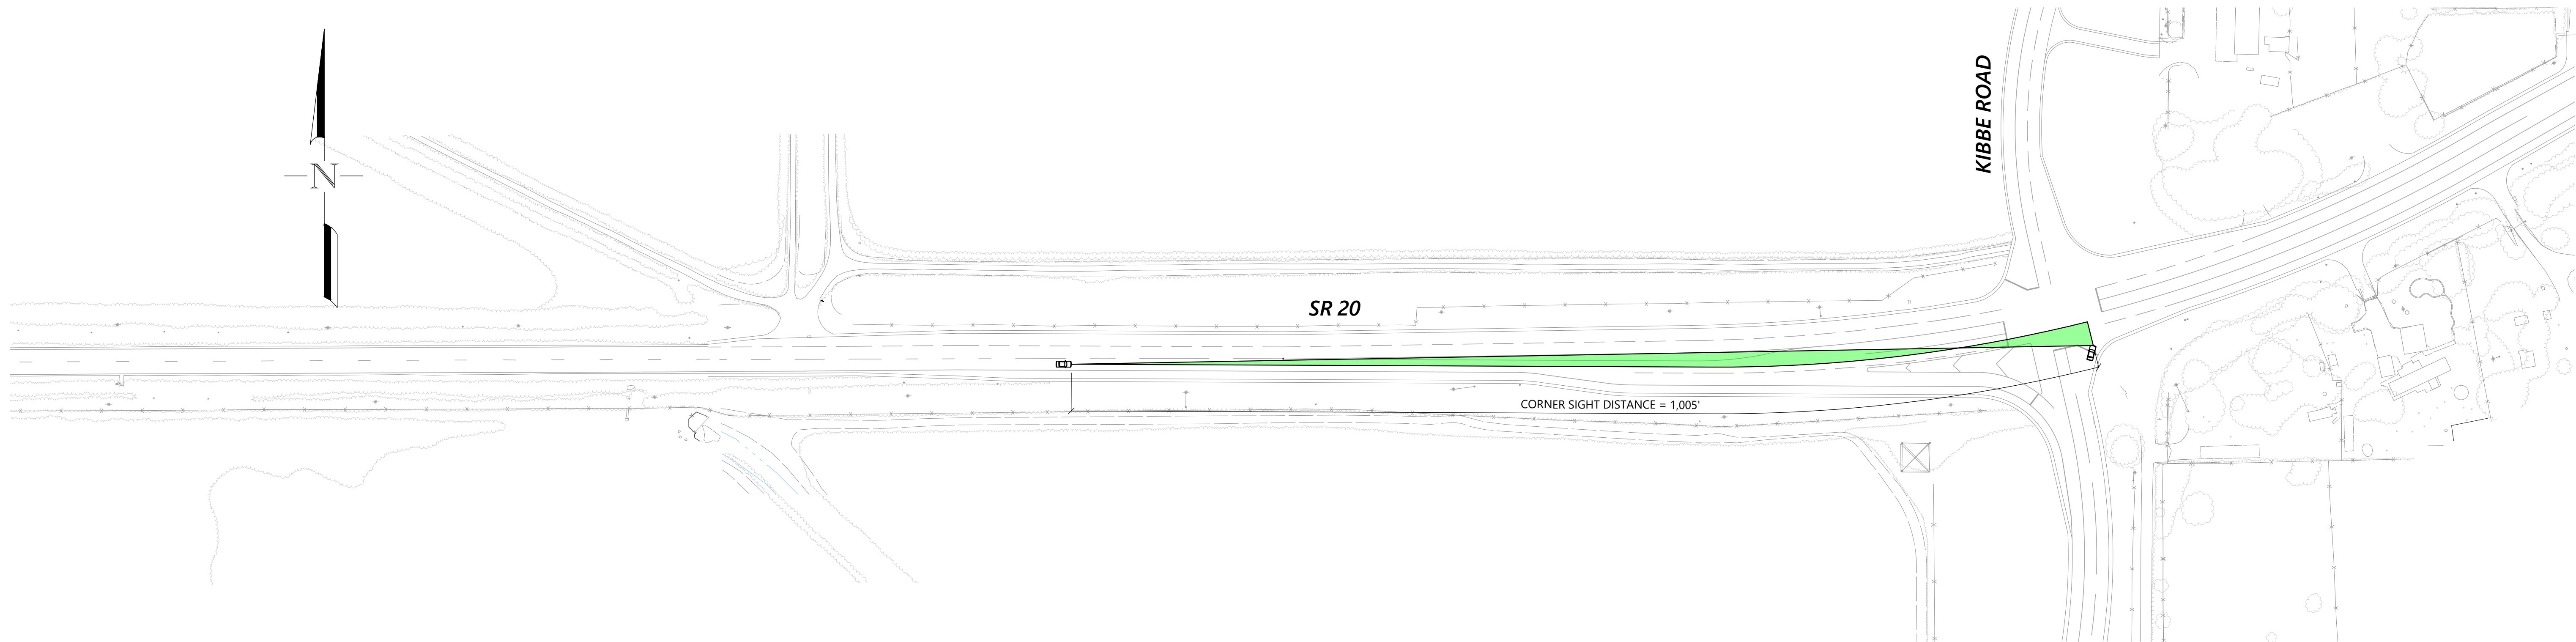 KIBBE ROAD
N
SR 20
CORNER SIGHT DISTANCE = 1,005'